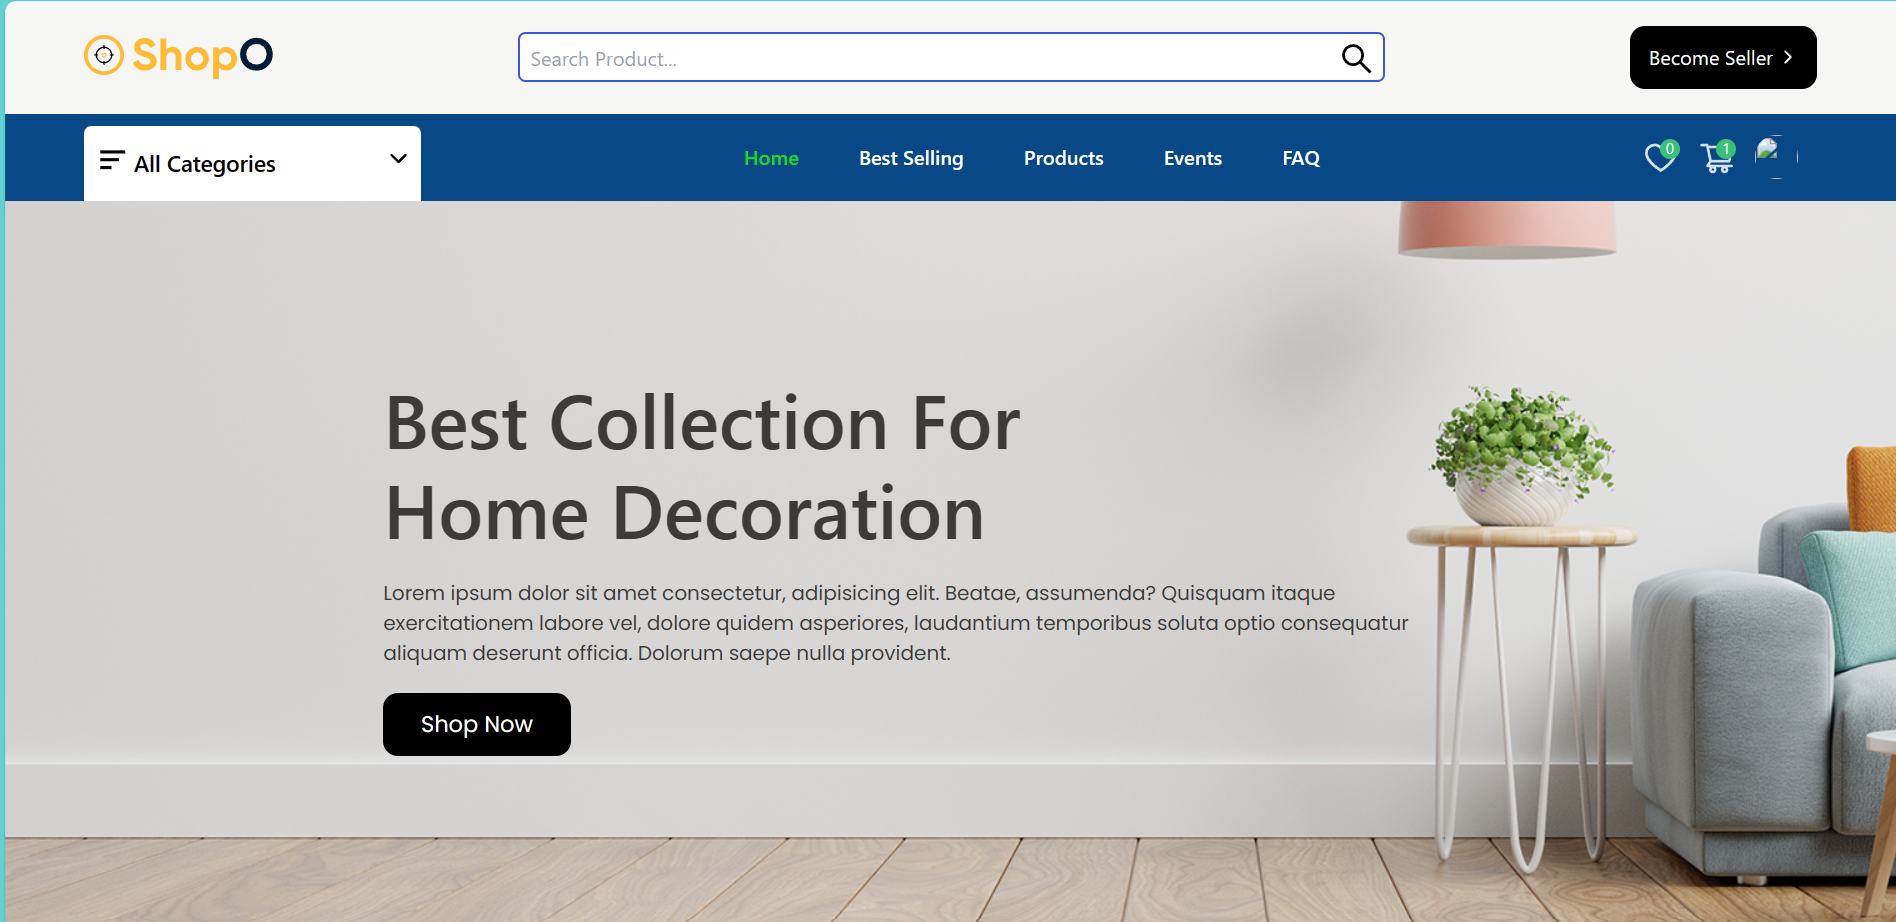 ShopO
Search Product...
Become Seller
All Categories
Home
Best Selling
Products
Events
FAQ
0
1
Best Collection For
Home Decoration
Lorem ipsum dolor sit amet consectetur, adipisicing elit. Beatae, assumenda? Quisquam itaque
exercitationem labore vel, dolore quidem asperiores, laudantium temporibus soluta optio consequatur
aliquam deserunt officia. Dolorum saepe nulla provident.
Shop Now